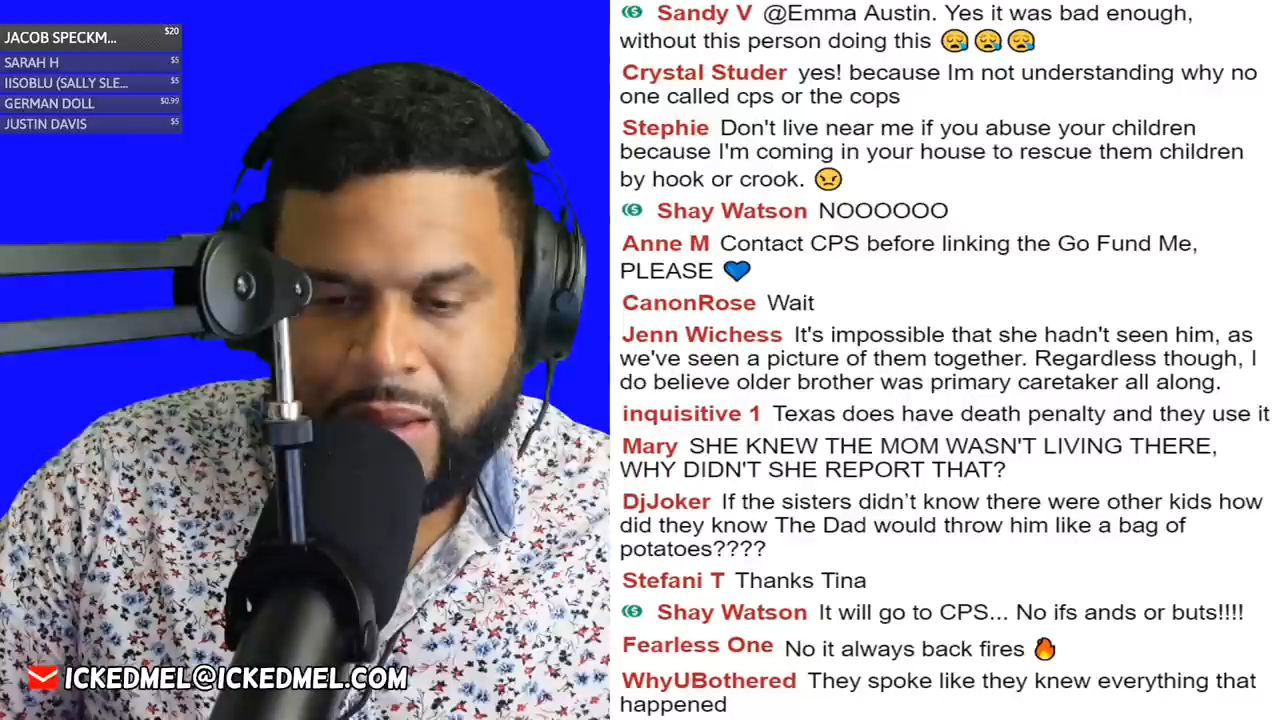 JACOB SPECKM... $20
SARAH H $5
IISOBLU (SALLY SLE... $5
GERMAN DOLL $0.99
JUSTIN DAVIS $5
ICKEDMEL@ICKEDMEL.COM
Sandy V @Emma Austin. Yes it was bad enough,
without this person doing this 😪😪😪
Crystal Studer yes! because Im not understanding why no
one called cps or the cops
Stephie Don't live near me if you abuse your children
because I'm coming in your house to rescue them children
by hook or crook. 😠
Shay Watson NOOOOOO
Anne M Contact CPS before linking the Go Fund Me,
PLEASE 💙
CanonRose Wait
Jenn Wichess It's impossible that she hadn't seen him, as
we've seen a picture of them together. Regardless though, I
do believe older brother was primary caretaker all along.
inquisitive 1 Texas does have death penalty and they use it
Mary SHE KNEW THE MOM WASN'T LIVING THERE,
WHY DIDN'T SHE REPORT THAT?
DjJoker If the sisters didn’t know there were other kids how
did they know The Dad would throw him like a bag of
potatoes????
Stefani T Thanks Tina
Shay Watson It will go to CPS... No ifs ands or buts!!!!
Fearless One No it always back fires 🔥
WhyUBothered They spoke like they knew everything that
happened